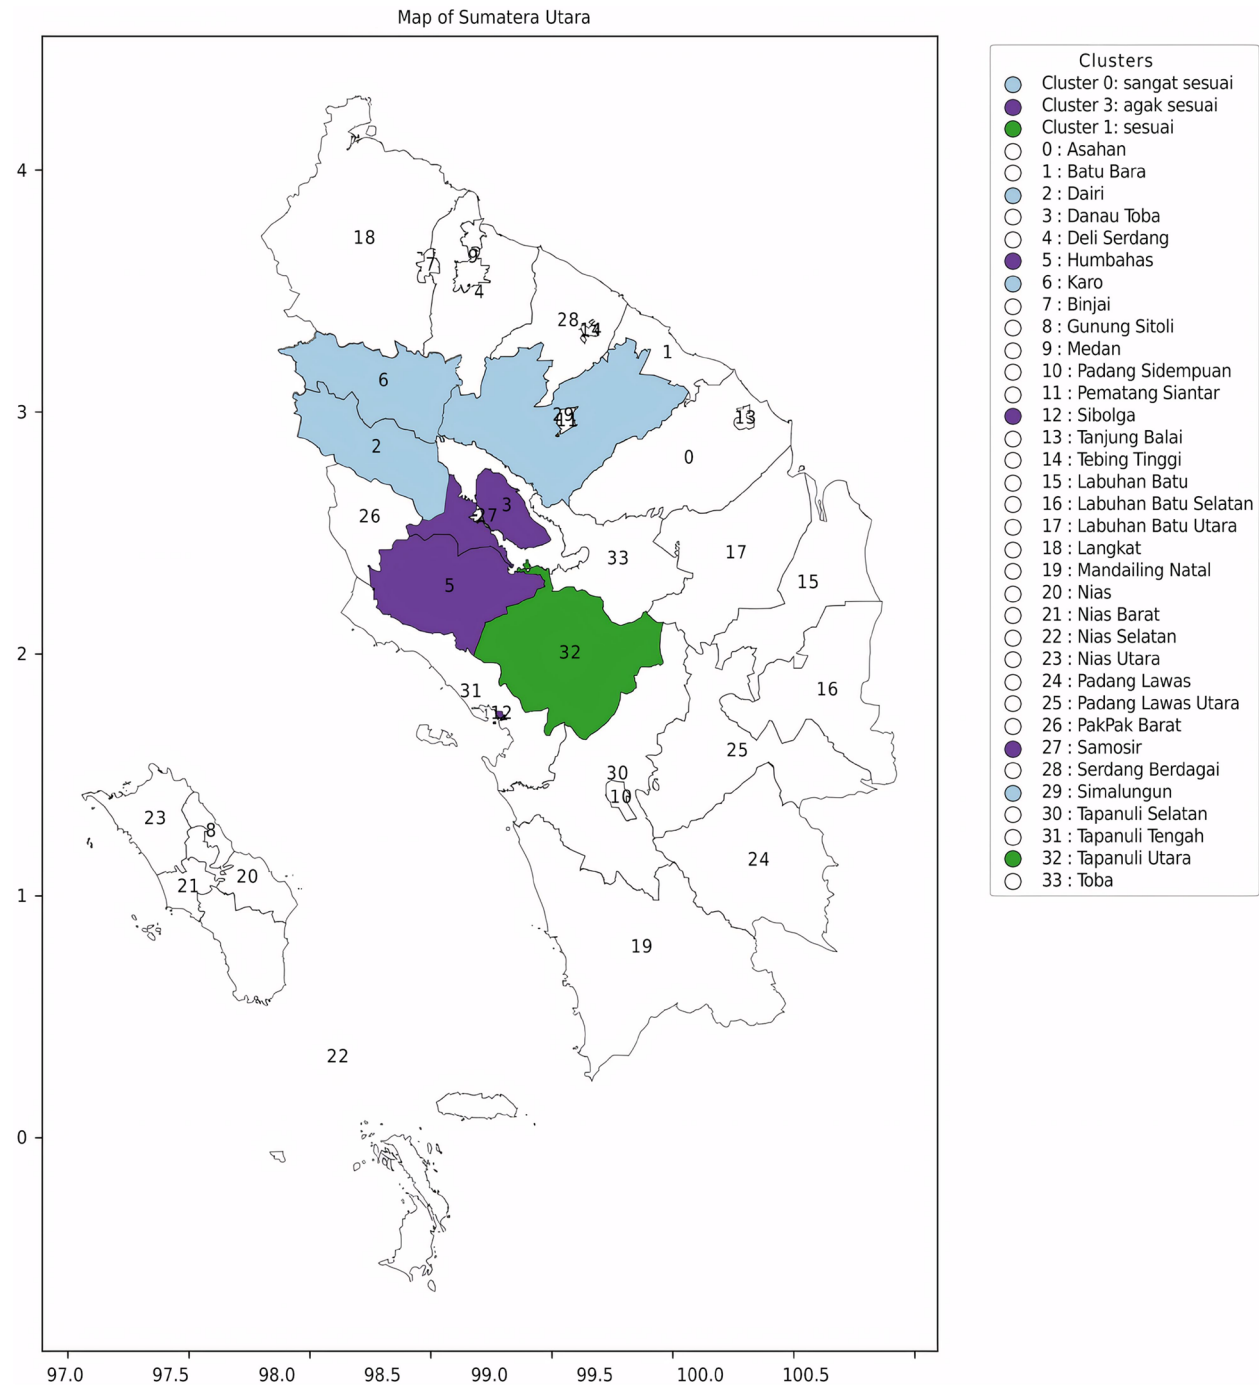 Map of Sumatera Utara
Clusters
Cluster 0: sangat sesuai
Cluster 3: agak sesuai
Cluster 1: sesuai
0 : Asahan
1 : Batu Bara
2 : Dairi
3 : Danau Toba
4 : Deli Serdang
5 : Humbahas
6 : Karo
7 : Binjai
8 : Gunung Sitoli
9 : Medan
10 : Padang Sidempuan
11 : Pematang Siantar
12 : Sibolga
13 : Tanjung Balai
14 : Tebing Tinggi
15 : Labuhan Batu
16 : Labuhan Batu Selatan
17 : Labuhan Batu Utara
18 : Langkat
19 : Mandailing Natal
20 : Nias
21 : Nias Barat
22 : Nias Selatan
23 : Nias Utara
24 : Padang Lawas
25 : Padang Lawas Utara
26 : PakPak Barat
27 : Samosir
28 : Serdang Berdagai
29 : Simalungun
30 : Tapanuli Selatan
31 : Tapanuli Tengah
32 : Tapanuli Utara
33 : Toba
4
3
2
1
0
18
7
9
4
28
14
1
6
29
11
13
2
0
3
27
26
33
17
5
15
32
31
12
16
25
30
10
23
8
21
20
24
19
22
97.0 98.0 98.5 99.0 99.5 100.0 100.5